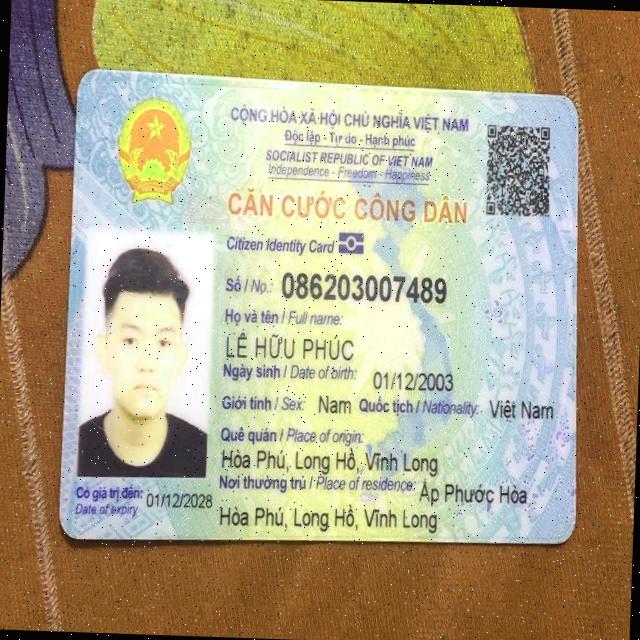 CỘNG HÒA XÃ HỘI CHỦ NGHĨA VIỆT NAM
Độc lập - Tự do - Hạnh phúc
SOCIALIST REPUBLIC OF VIET NAM
Independence - Freedom - Happiness
CĂN CƯỚC CÔNG DÂN
Citizen Identity Card
Số / No.: 086203007489
Họ và tên / Full name:
LÊ HỮU PHÚC
Ngày sinh / Date of birth: 01/12/2003
Giới tính / Sex: Nam Quốc tịch / Nationality: Việt Nam
Quê quán / Place of origin:
Hòa Phú, Long Hồ, Vĩnh Long
Nơi thường trú / Place of residence: Ấp Phước Hòa
Hòa Phú, Long Hồ, Vĩnh Long
Có giá trị đến: 01/12/2028
Date of expiry